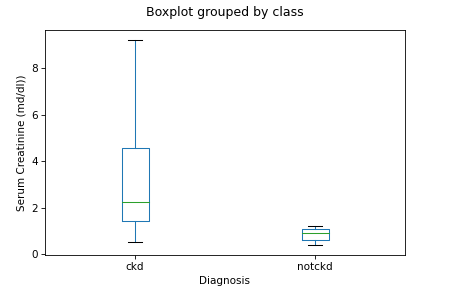 Boxplot grouped by class
Serum Creatinine (md/dl))
8
6
4
2
0
ckd notckd
Diagnosis